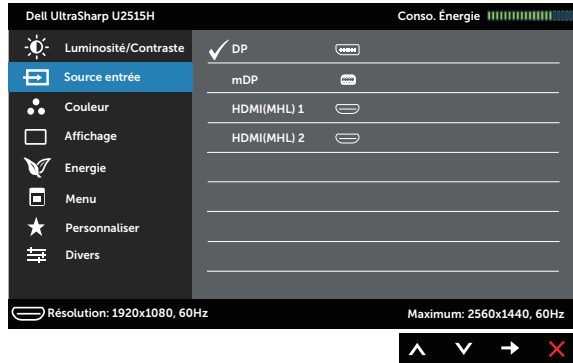 Dell UltraSharp U2515H Conso. Énergie
Luminosité/Contraste DP
Source entrée mDP
Couleur HDMI(MHL) 1
Affichage HDMI(MHL) 2
Energie
Menu
Personnaliser
Divers
Résolution: 1920x1080, 60Hz Maximum: 2560x1440, 60Hz